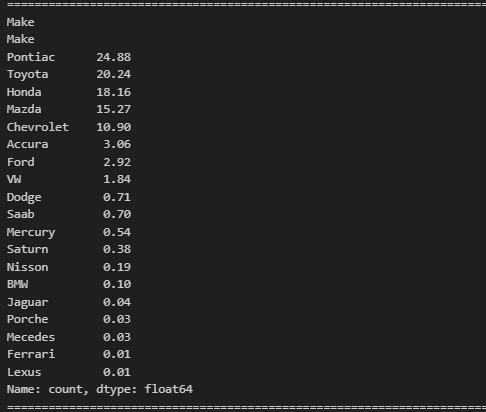 ================================================================================
Make
Make
Pontiac      24.88
Toyota       20.24
Honda        18.16
Mazda        15.27
Chevrolet    10.90
Accura        3.06
Ford          2.92
VW            1.84
Dodge         0.71
Saab          0.70
Mercury       0.54
Saturn        0.38
Nisson        0.19
BMW           0.10
Jaguar        0.04
Porche        0.03
Mecedes       0.03
Ferrari       0.01
Lexus         0.01
Name: count, dtype: float64
================================================================================